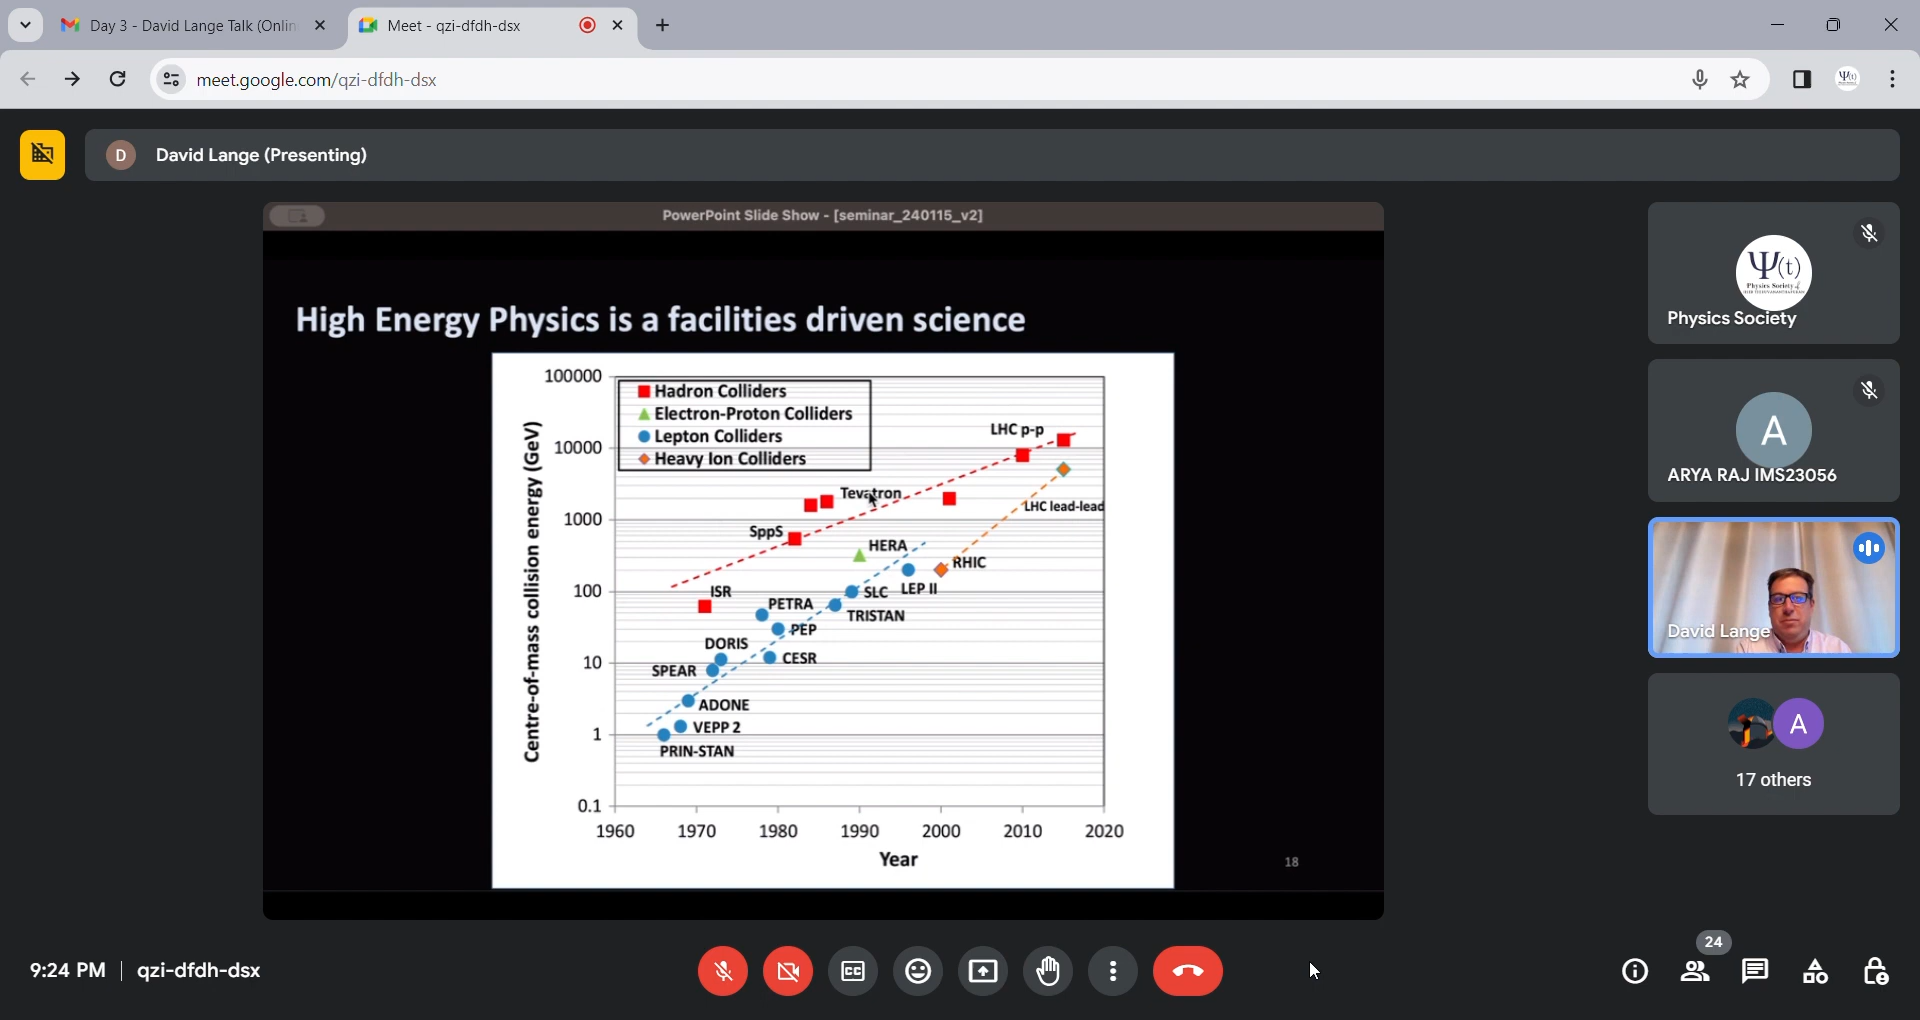 Day 3 - David Lange Talk (Onlin
Meet - qzi-dfdh-dsx
meet.google.com/qzi-dfdh-dsx
Ψ(t)
D
David Lange (Presenting)
PowerPoint Slide Show - [seminar_240115_v2]
High Energy Physics is a facilities driven science
Centre-of-mass collision energy (GeV)
100000
10000
1000
100
10
1
0.1
Hadron Colliders
Electron-Proton Colliders
Lepton Colliders
Heavy Ion Colliders
LHC p-p
Tevatron
LHC lead-lead
SppS
HERA
RHIC
ISR
SLC
LEP II
PETRA
TRISTAN
PEP
DORIS
CESR
SPEAR
ADONE
VEPP 2
PRIN-STAN
1960 1970 1980 1990 2000 2010 2020
Year
18
Ψ(t)
Physics Society
Physics Society
A
ARYA RAJ IMS23056
David Lange
A
17 others
9:24 PM
qzi-dfdh-dsx
CC
24